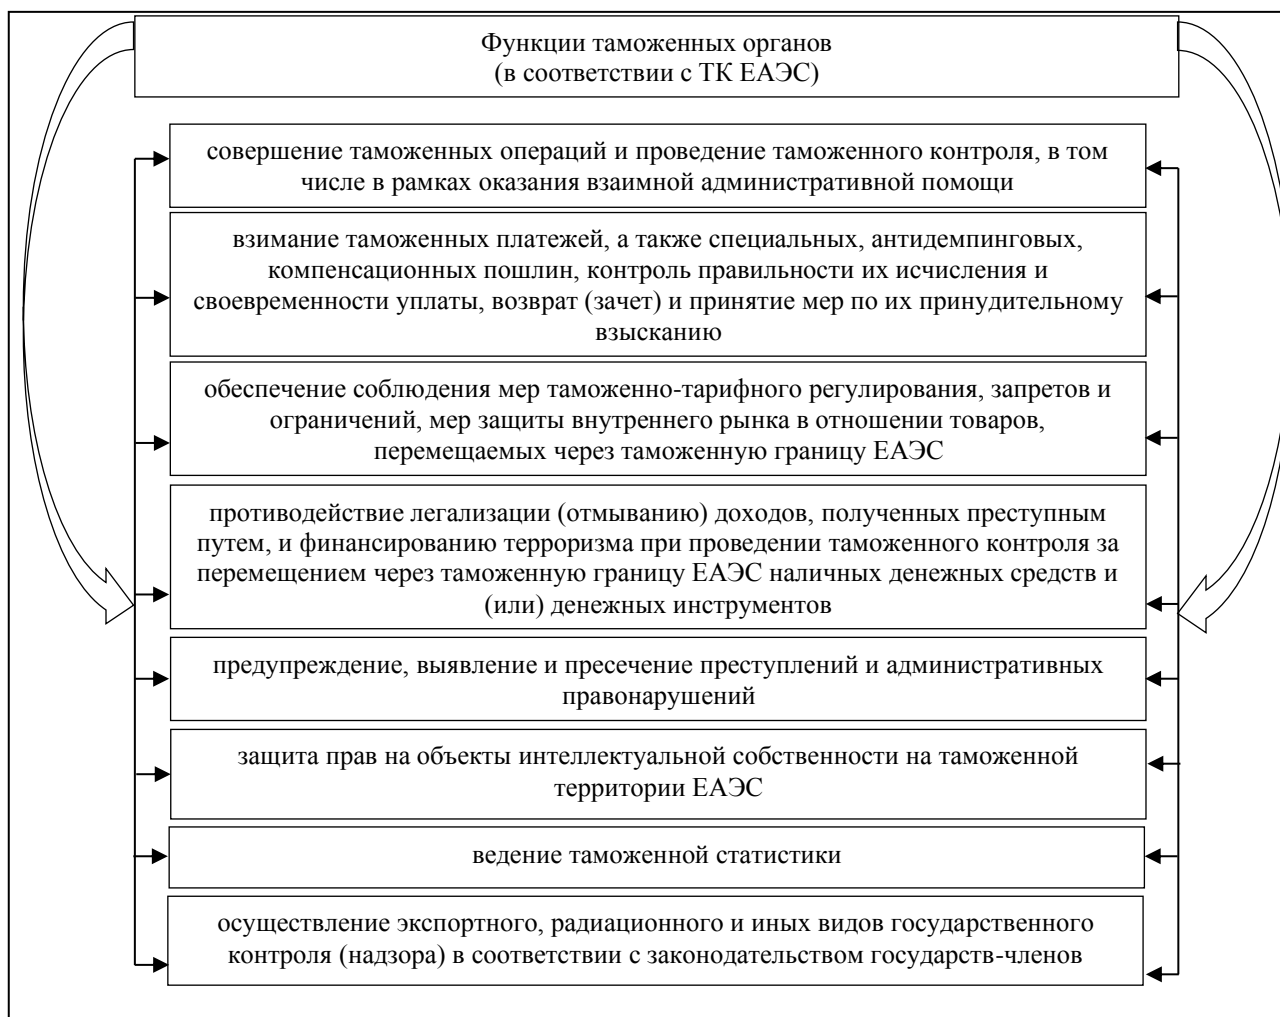 Функции таможенных органов
(в соответствии с ТК ЕАЭС)
совершение таможенных операций и проведение таможенного контроля, в том
числе в рамках оказания взаимной административной помощи
взимание таможенных платежей, а также специальных, антидемпинговых,
компенсационных пошлин, контроль правильности их исчисления и
своевременности уплаты, возврат (зачет) и принятие мер по их принудительному
взысканию
обеспечение соблюдения мер таможенно-тарифного регулирования, запретов и
ограничений, мер защиты внутреннего рынка в отношении товаров,
перемещаемых через таможенную границу ЕАЭС
противодействие легализации (отмыванию) доходов, полученных преступным
путем, и финансированию терроризма при проведении таможенного контроля за
перемещением через таможенную границу ЕАЭС наличных денежных средств и
(или) денежных инструментов
предупреждение, выявление и пресечение преступлений и административных
правонарушений
защита прав на объекты интеллектуальной собственности на таможенной
территории ЕАЭС
ведение таможенной статистики
осуществление экспортного, радиационного и иных видов государственного
контроля (надзора) в соответствии с законодательством государств-членов